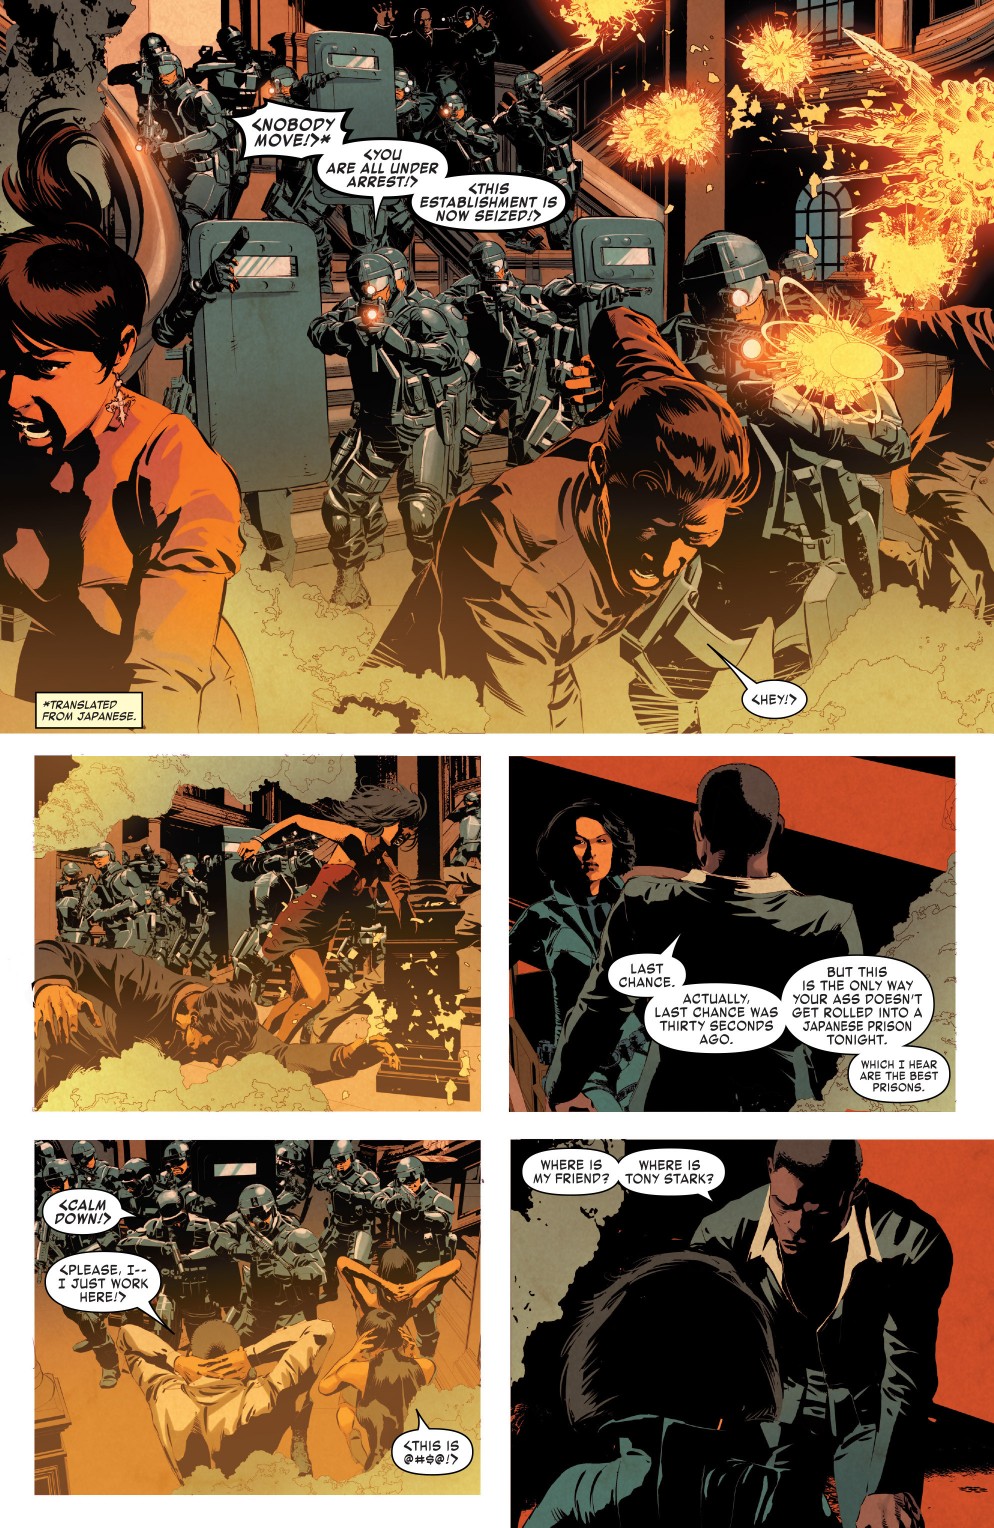 <NOBODY
MOVE!>*
<YOU
ARE ALL UNDER
ARREST!>
<THIS
ESTABLISHMENT IS
NOW SEIZED!>
<HEY!>
*TRANSLATED
FROM JAPANESE.
LAST
CHANCE.
ACTUALLY,
LAST CHANCE WAS
THIRTY SECONDS
AGO.
BUT THIS
IS THE ONLY WAY
YOUR ASS DOESN'T
GET ROLLED INTO A
JAPANESE PRISON
TONIGHT.
WHICH I HEAR
ARE THE BEST
PRISONS.
<CALM
DOWN!>
<PLEASE, I--
I JUST WORK
HERE!>
<THIS IS
@#$@!>
WHERE IS
MY FRIEND?
WHERE IS
TONY STARK?